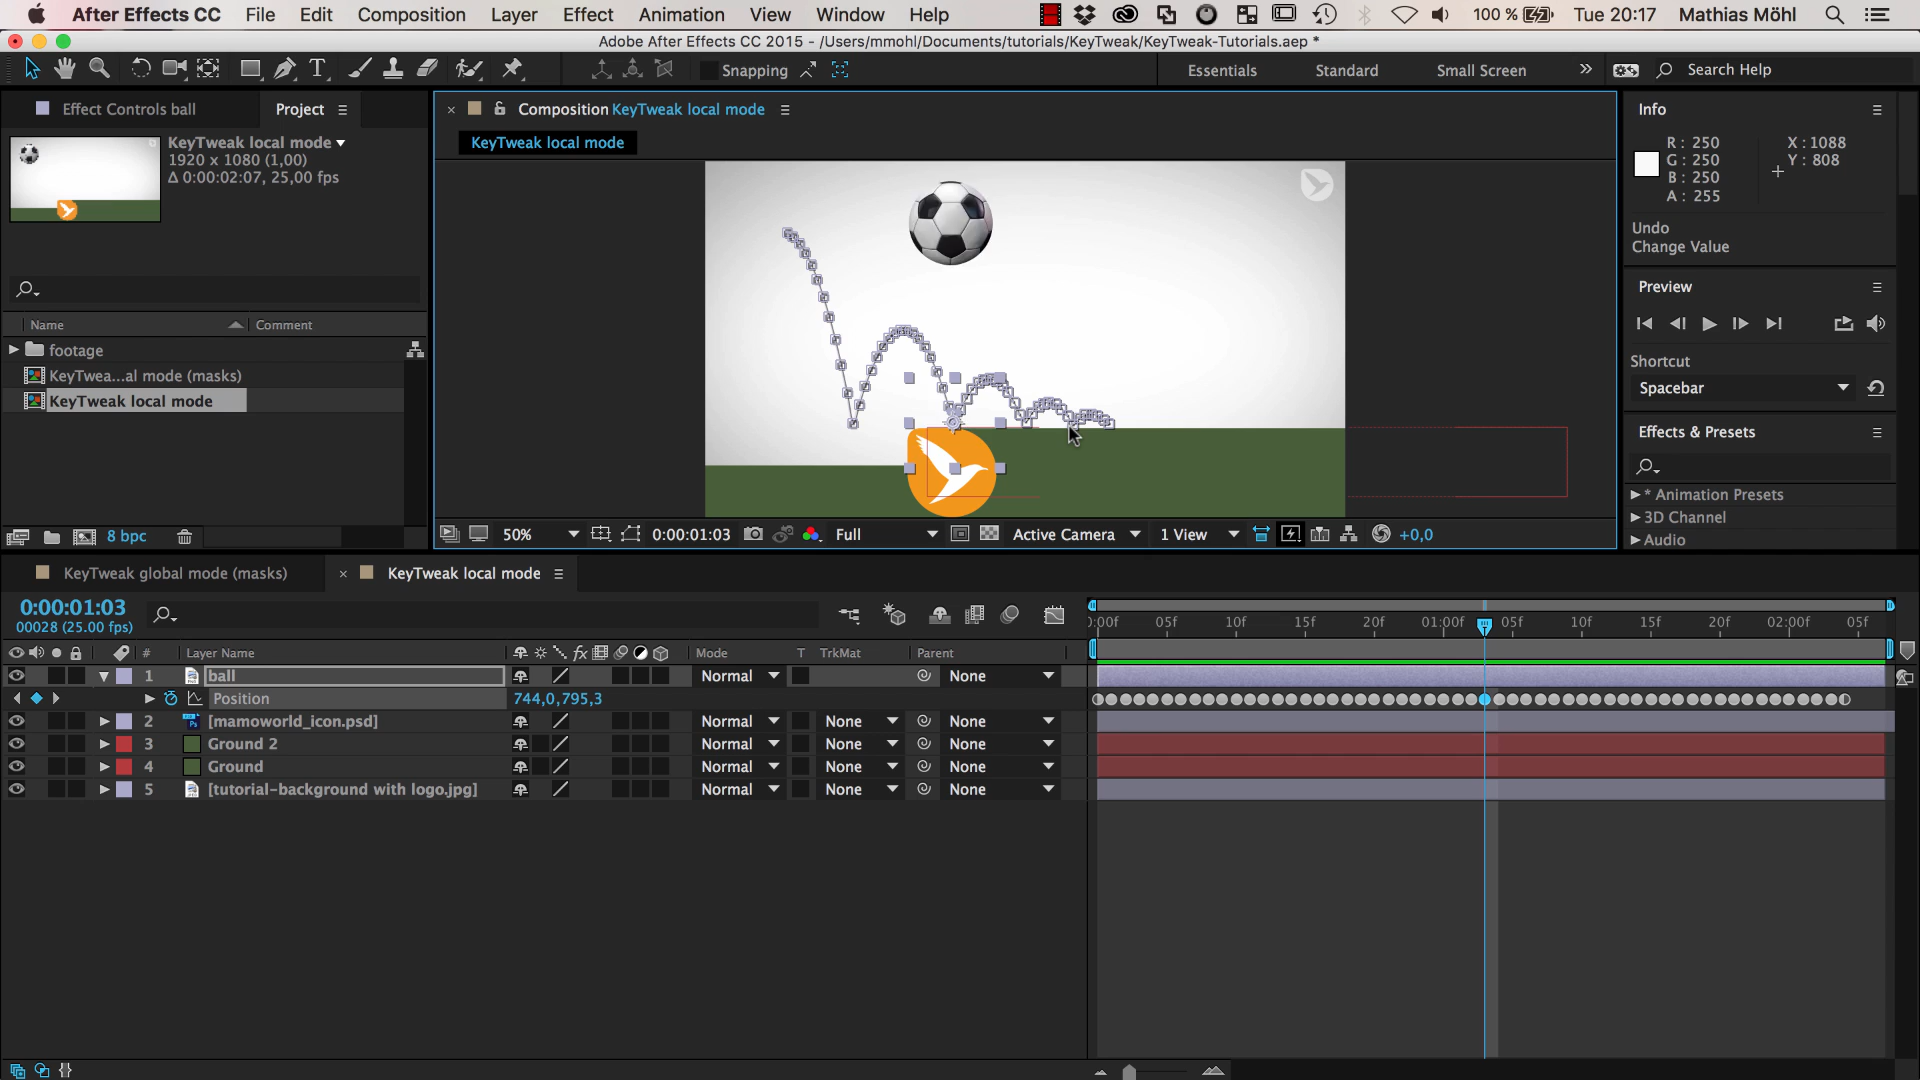 After Effects CC File Edit Composition Layer Effect Animation View Window Help 100 % Tue 20:17 Mathias Möhl
Adobe After Effects CC 2015 - /Users/mmohl/Documents/tutorials/KeyTweak/KeyTweak-Tutorials.aep *
Snapping Essentials Standard Small Screen Search Help
Effect Controls ball Project
Composition KeyTweak local mode
KeyTweak local mode
KeyTweak local mode
1920 x 1080 (1,00)
Δ 0:00:02:07, 25,00 fps
Name Comment
footage
KeyTwea...al mode (masks)
KeyTweak local mode
8 bpc
50% 0:00:01:03 Full Active Camera 1 View +0,0
Info
R: 250
G: 250
B: 250
A: 255
X: 1088
Y: 808
Undo
Change Value
Preview
Shortcut
Spacebar
Effects & Presets
* Animation Presets
3D Channel
Audio
KeyTweak global mode (masks) KeyTweak local mode
0:00:01:03
00028 (25.00 fps)
:00f 05f 10f 15f 20f 01:00f 05f 10f 15f 20f 02:00f 05f
# Layer Name Mode T TrkMat Parent
1 ball Normal None
Position 744,0,795,3
2 [mamoworld_icon.psd] Normal None None
3 Ground 2 Normal None None
4 Ground Normal None None
5 [tutorial-background with logo.jpg] Normal None None